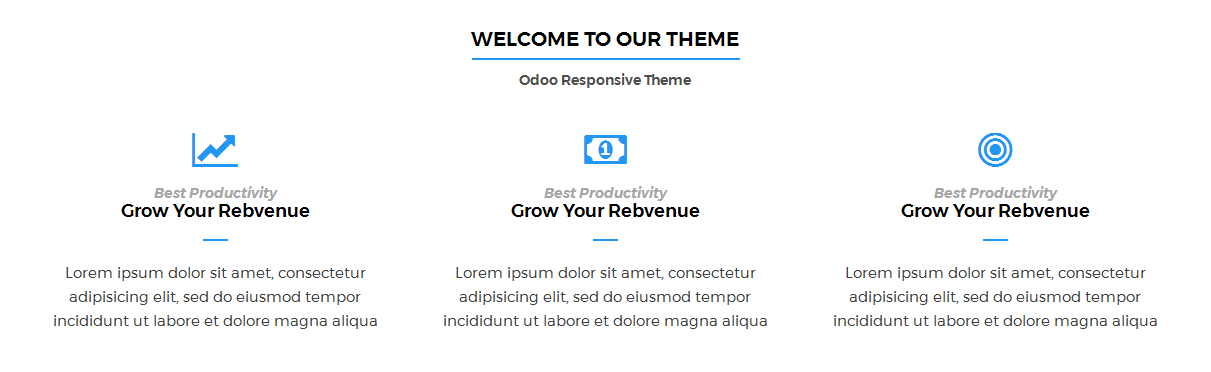 WELCOME TO OUR THEME
Odoo Responsive Theme
1
Best Productivity
Grow Your Rebvenue
Lorem ipsum dolor sit amet, consectetur
adipisicing elit, sed do eiusmod tempor
incididunt ut labore et dolore magna aliqua
Best Productivity
Grow Your Rebvenue
Lorem ipsum dolor sit amet, consectetur
adipisicing elit, sed do eiusmod tempor
incididunt ut labore et dolore magna aliqua
Best Productivity
Grow Your Rebvenue
Lorem ipsum dolor sit amet, consectetur
adipisicing elit, sed do eiusmod tempor
incididunt ut labore et dolore magna aliqua